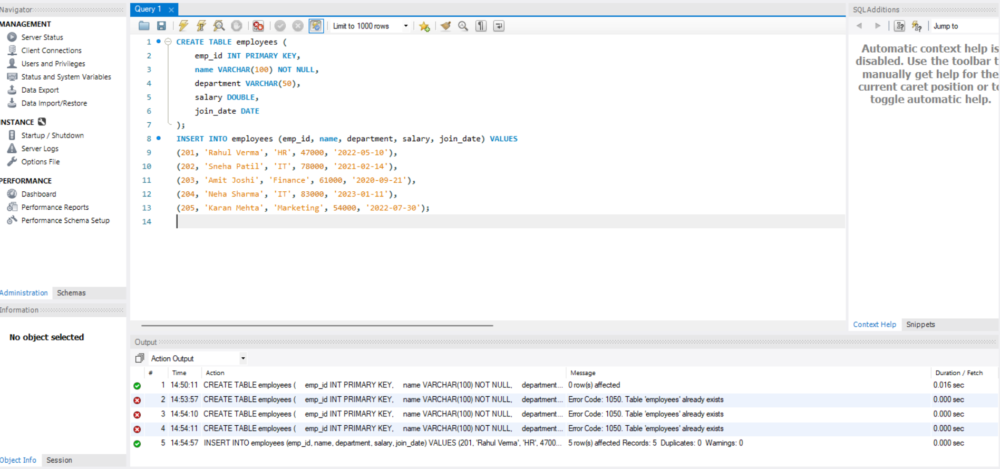 Navigator
MANAGEMENT
Server Status
Client Connections
Users and Privileges
Status and System Variables
Data Export
Data Import/Restore
INSTANCE
Startup / Shutdown
Server Logs
Options File
PERFORMANCE
Dashboard
Performance Reports
Performance Schema Setup
Administration Schemas
Information
No object selected
Object Info Session
Query 1
Limit to 1000 rows
1 CREATE TABLE employees (
2 emp_id INT PRIMARY KEY,
3 name VARCHAR(100) NOT NULL,
4 department VARCHAR(50),
5 salary DOUBLE,
6 join_date DATE
7 );
8 INSERT INTO employees (emp_id, name, department, salary, join_date) VALUES
9 (201, 'Rahul Verma', 'HR', 47000, '2022-05-10'),
10 (202, 'Sneha Patil', 'IT', 78000, '2021-02-14'),
11 (203, 'Amit Joshi', 'Finance', 61000, '2020-09-21'),
12 (204, 'Neha Sharma', 'IT', 83000, '2023-01-11'),
13 (205, 'Karan Mehta', 'Marketing', 54000, '2022-07-30');
14
SQLAdditions
Jump to
Automatic context help is
disabled. Use the toolbar t
manually get help for the
current caret position or to
toggle automatic help.
Context Help Snippets
Output
Action Output
# Time Action Message Duration / Fetch
1 14:50:11 CREATE TABLE employees ( emp_id INT PRIMARY KEY, name VARCHAR(100) NOT NULL, department... 0 row(s) affected 0.016 sec
2 14:53:57 CREATE TABLE employees ( emp_id INT PRIMARY KEY, name VARCHAR(100) NOT NULL, department... Error Code: 1050. Table 'employees' already exists 0.000 sec
3 14:54:10 CREATE TABLE employees ( emp_id INT PRIMARY KEY, name VARCHAR(100) NOT NULL, department... Error Code: 1050. Table 'employees' already exists 0.000 sec
4 14:54:11 CREATE TABLE employees ( emp_id INT PRIMARY KEY, name VARCHAR(100) NOT NULL, department... Error Code: 1050. Table 'employees' already exists 0.000 sec
5 14:54:57 INSERT INTO employees (emp_id, name, department, salary, join_date) VALUES (201, 'Rahul Verma', 'HR', 4700... 5 row(s) affected Records: 5 Duplicates: 0 Warnings: 0 0.000 sec